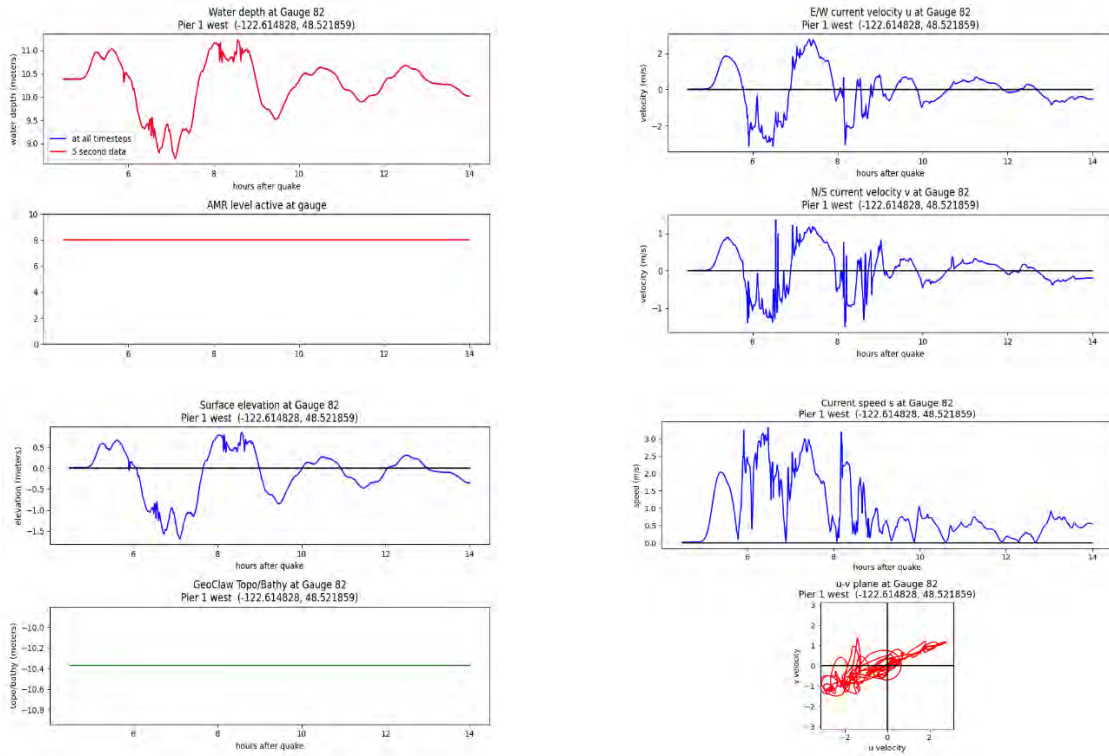 Water depth at Gauge 82
Pier 1 west (-122.614828, 48.521859)
11.0
10.5
10.0
9.5
9.0
water depth (meters)
at all timesteps
5 second data
6 8 10 12 14
hours after quake
AMR level active at gauge
10
8
6
4
2
0
6 8 10 12 14
hours after quake
Surface elevation at Gauge 82
Pier 1 west (-122.614828, 48.521859)
0.5
0.0
-0.5
-1.0
-1.5
elevation (meters)
6 8 10 12 14
hours after quake
GeoClaw Topo/Bathy at Gauge 82
Pier 1 west (-122.614828, 48.521859)
-10.0
-10.2
-10.4
-10.6
-10.8
topo/bathy (meters)
6 8 10 12 14
hours after quake
E/W current velocity u at Gauge 82
Pier 1 west (-122.614828, 48.521859)
2
0
-2
velocity (m/s)
6 8 10 12 14
hours after quake
N/S current velocity v at Gauge 82
Pier 1 west (-122.614828, 48.521859)
1
0
-1
velocity (m/s)
6 8 10 12 14
hours after quake
Current speed s at Gauge 82
Pier 1 west (-122.614828, 48.521859)
3.0
2.5
2.0
1.5
1.0
0.5
0.0
speed (m/s)
6 8 10 12 14
hours after quake
u-v plane at Gauge 82
Pier 1 west (-122.614828, 48.521859)
3
2
1
0
-1
-2
-3
v velocity
-2 0 2
u velocity